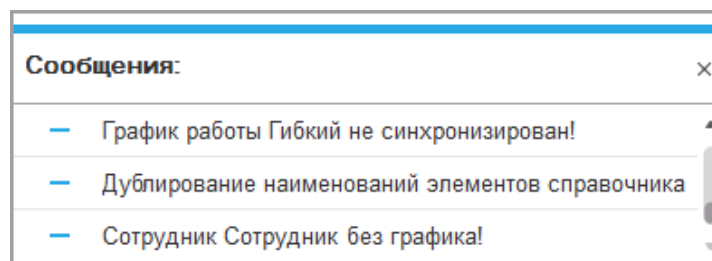 Сообщения:
График работы Гибкий не синхронизирован!
Дублирование наименований элементов справочника
Сотрудник Сотрудник без графика!